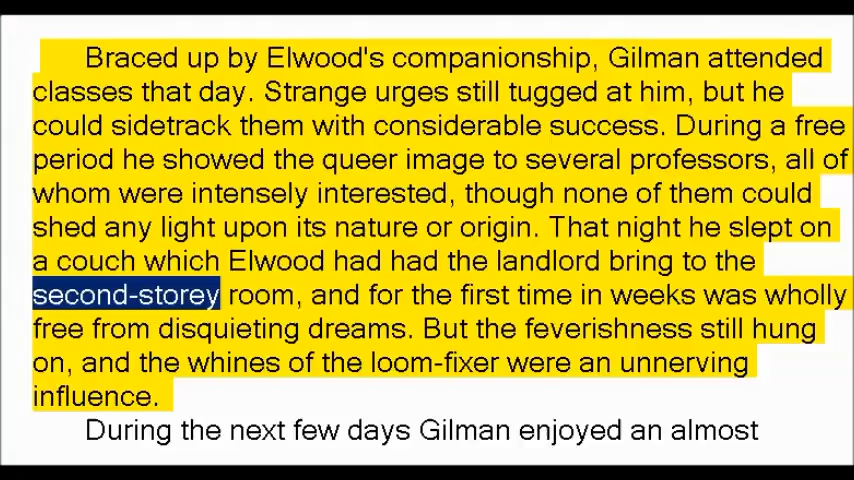 Braced up by Elwood's companionship, Gilman attended
classes that day. Strange urges still tugged at him, but he
could sidetrack them with considerable success. During a free
period he showed the queer image to several professors, all of
whom were intensely interested, though none of them could
shed any light upon its nature or origin. That night he slept on
a couch which Elwood had had the landlord bring to the
second-storey room, and for the first time in weeks was wholly
free from disquieting dreams. But the feverishness still hung
on, and the whines of the loom-fixer were an unnerving
influence.
During the next few days Gilman enjoyed an almost